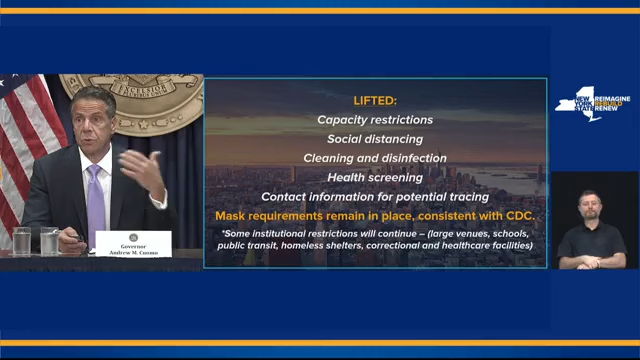 EXCELSIOR
LIFTED:
Capacity restrictions
Social distancing
Cleaning and disinfection
Health screening
Contact information for potential tracing
Mask requirements remain in place, consistent with CDC.
*Some institutional restrictions will continue – (large venues, schools,
public transit, homeless shelters, correctional and healthcare facilities)
Governor
Andrew M. Cuomo
NEW YORK STATE
REIMAGINE
REBUILD
RENEW